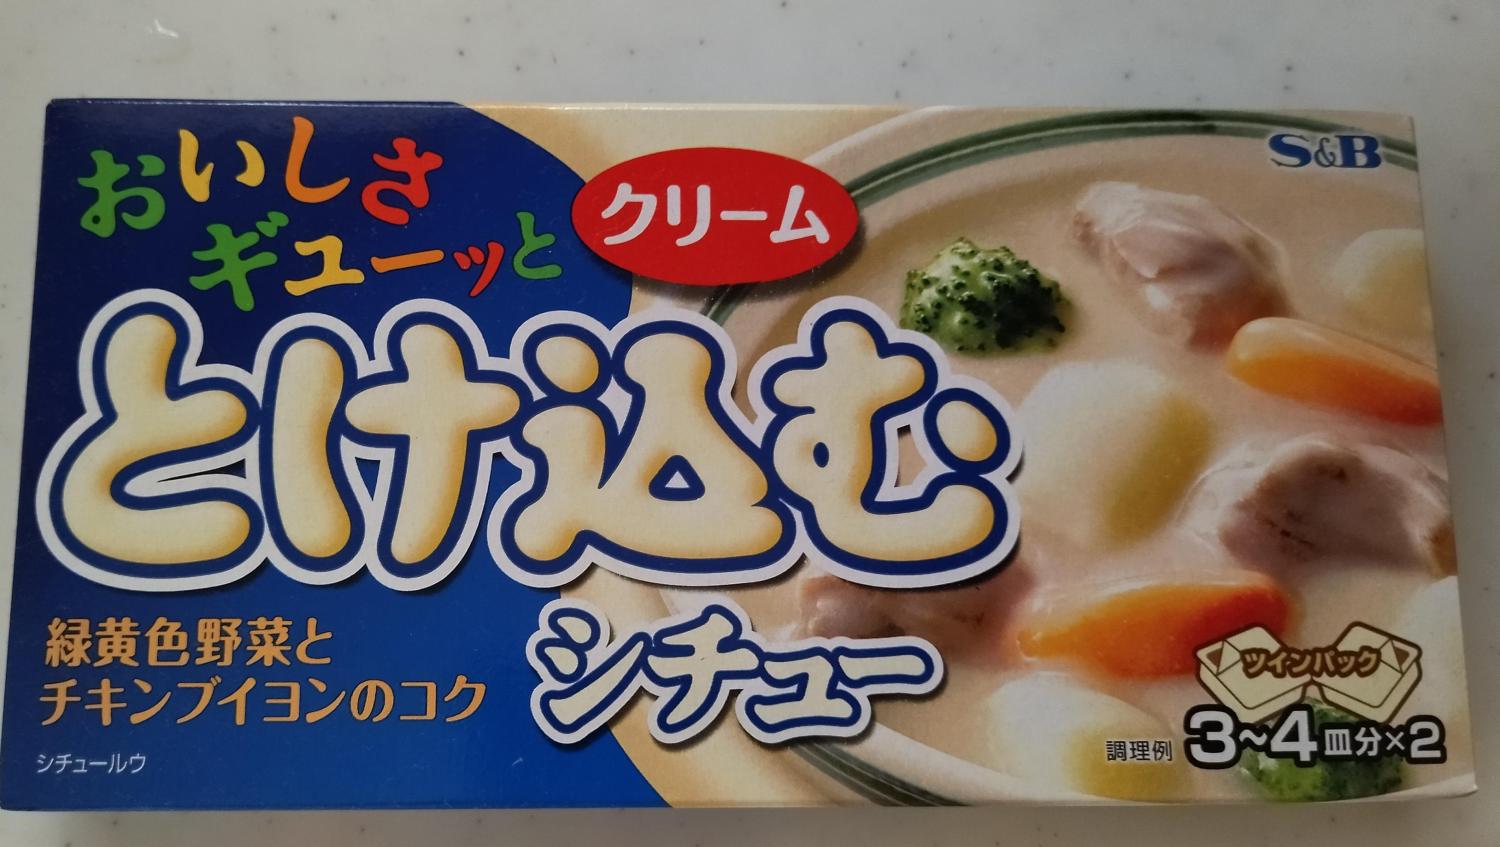 おいしさ
ギューッと
クリーム
S&B
とけ込む
シチュー
緑黄色野菜と
チキンブイヨンのコク
シチュールウ
ツインパック
調理例 3~4皿分×2